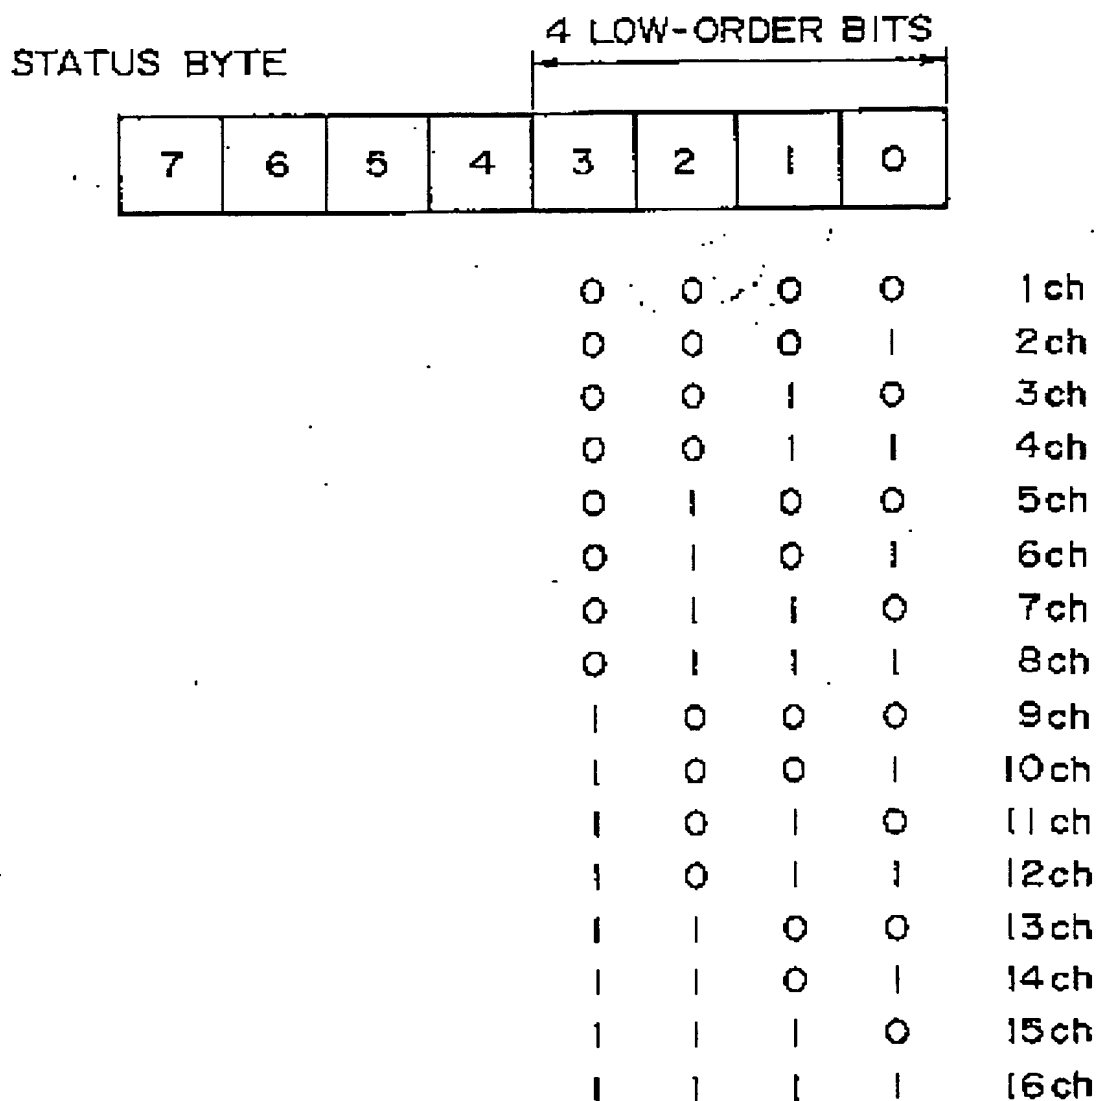 4 LOW-ORDER BITS
STATUS BYTE
7 6 5 4 3 2 1 0
0 0 0 0 1ch
0 0 0 1 2ch
0 0 1 0 3ch
0 0 1 1 4ch
0 1 0 0 5ch
0 1 0 1 6ch
0 1 1 0 7ch
0 1 1 1 8ch
1 0 0 0 9ch
1 0 0 1 10ch
1 0 1 0 11ch
1 0 1 1 12ch
1 1 0 0 13ch
1 1 0 1 14ch
1 1 1 0 15ch
1 1 1 1 16ch